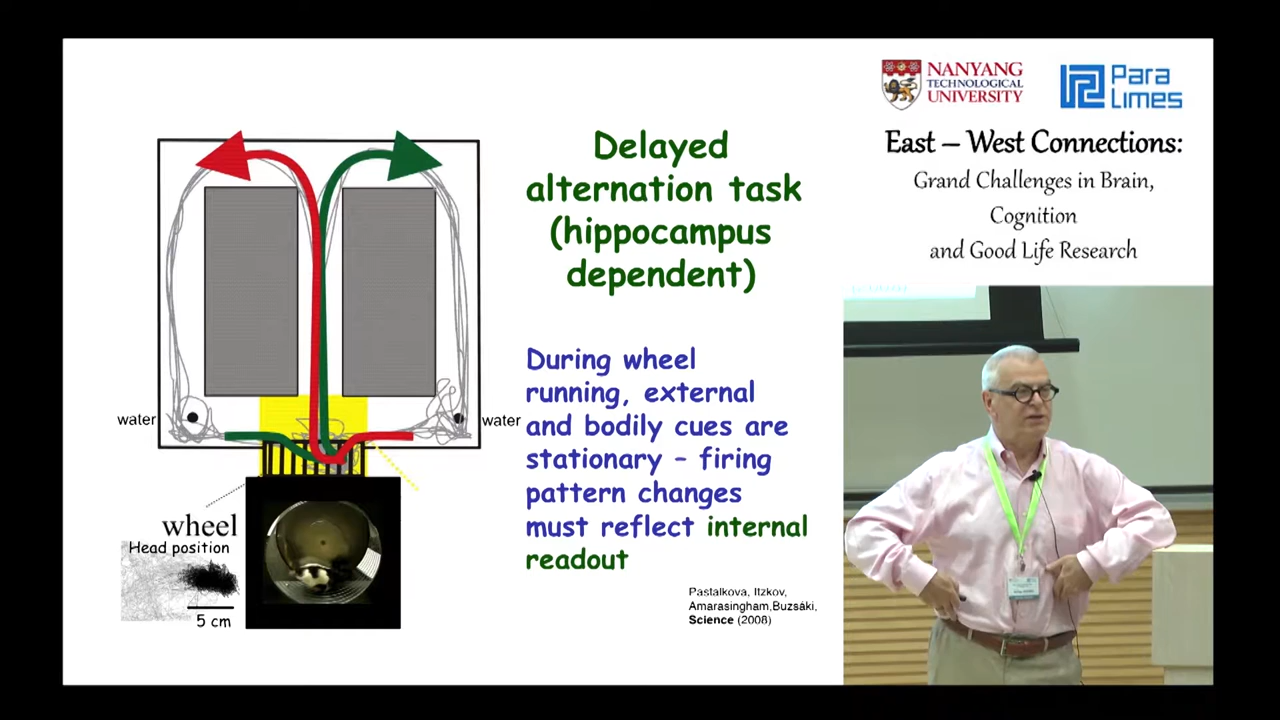 NANYANG
TECHNOLOGICAL
UNIVERSITY
Para
LIMES
East – West Connections:
Grand Challenges in Brain,
Cognition
and Good Life Research
Delayed
alternation task
(hippocampus
dependent)
During wheel
running, external
and bodily cues are
stationary – firing
pattern changes
must reflect internal
readout
Pastalkova, Itzkov,
Amarasingham,Buzsáki,
Science (2008)
water
water
wheel
Head position
5 cm